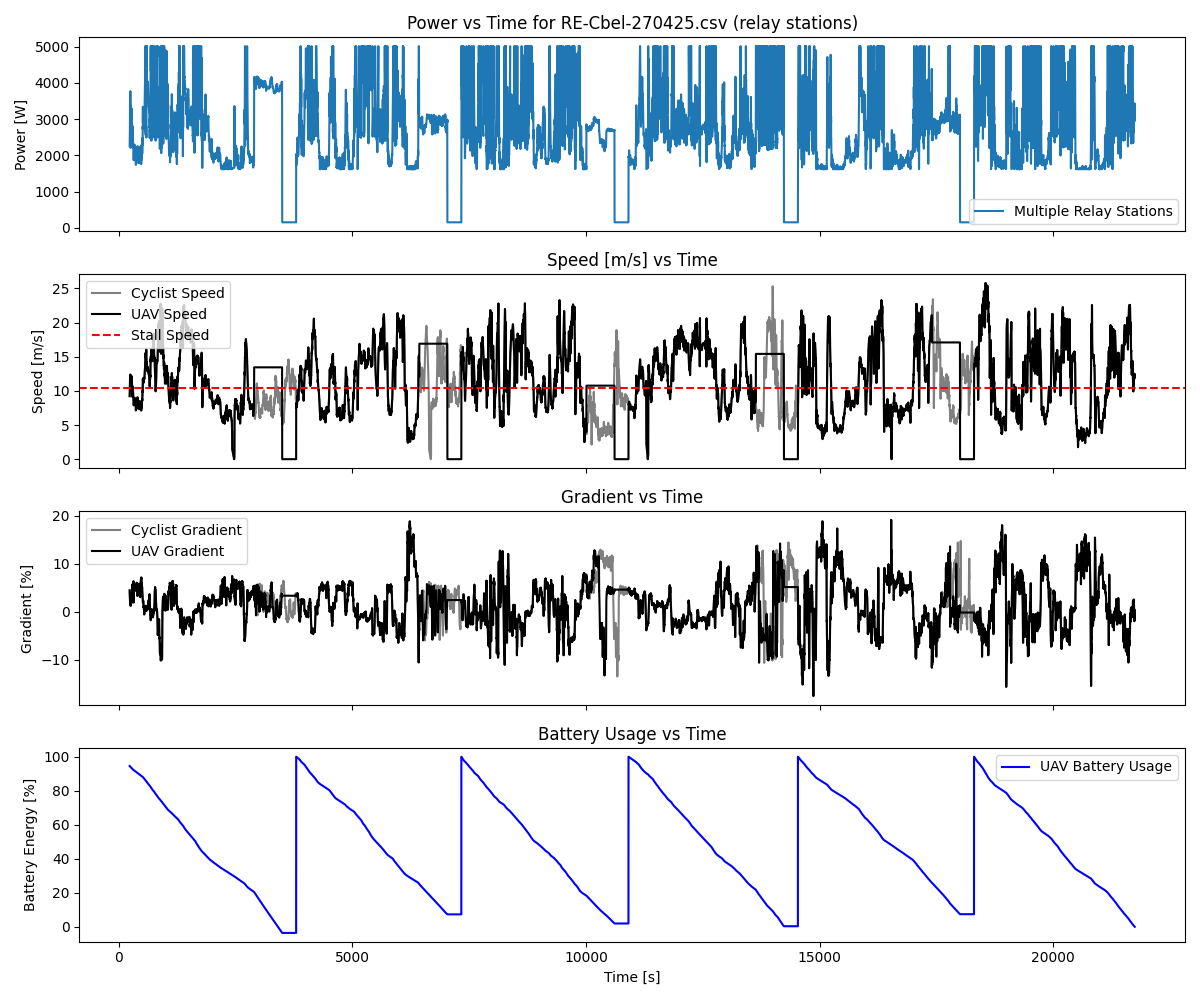 Power vs Time for RE-Cbel-270425.csv (relay stations)
Power [W]
5000
4000
3000
2000
1000
0
Multiple Relay Stations
Speed [m/s] vs Time
Speed [m/s]
25
20
15
10
5
0
Cyclist Speed
UAV Speed
Stall Speed
Gradient vs Time
Gradient [%]
20
10
0
−10
Cyclist Gradient
UAV Gradient
Battery Usage vs Time
Battery Energy [%]
100
80
60
40
20
0
UAV Battery Usage
0 5000 10000 15000 20000
Time [s]